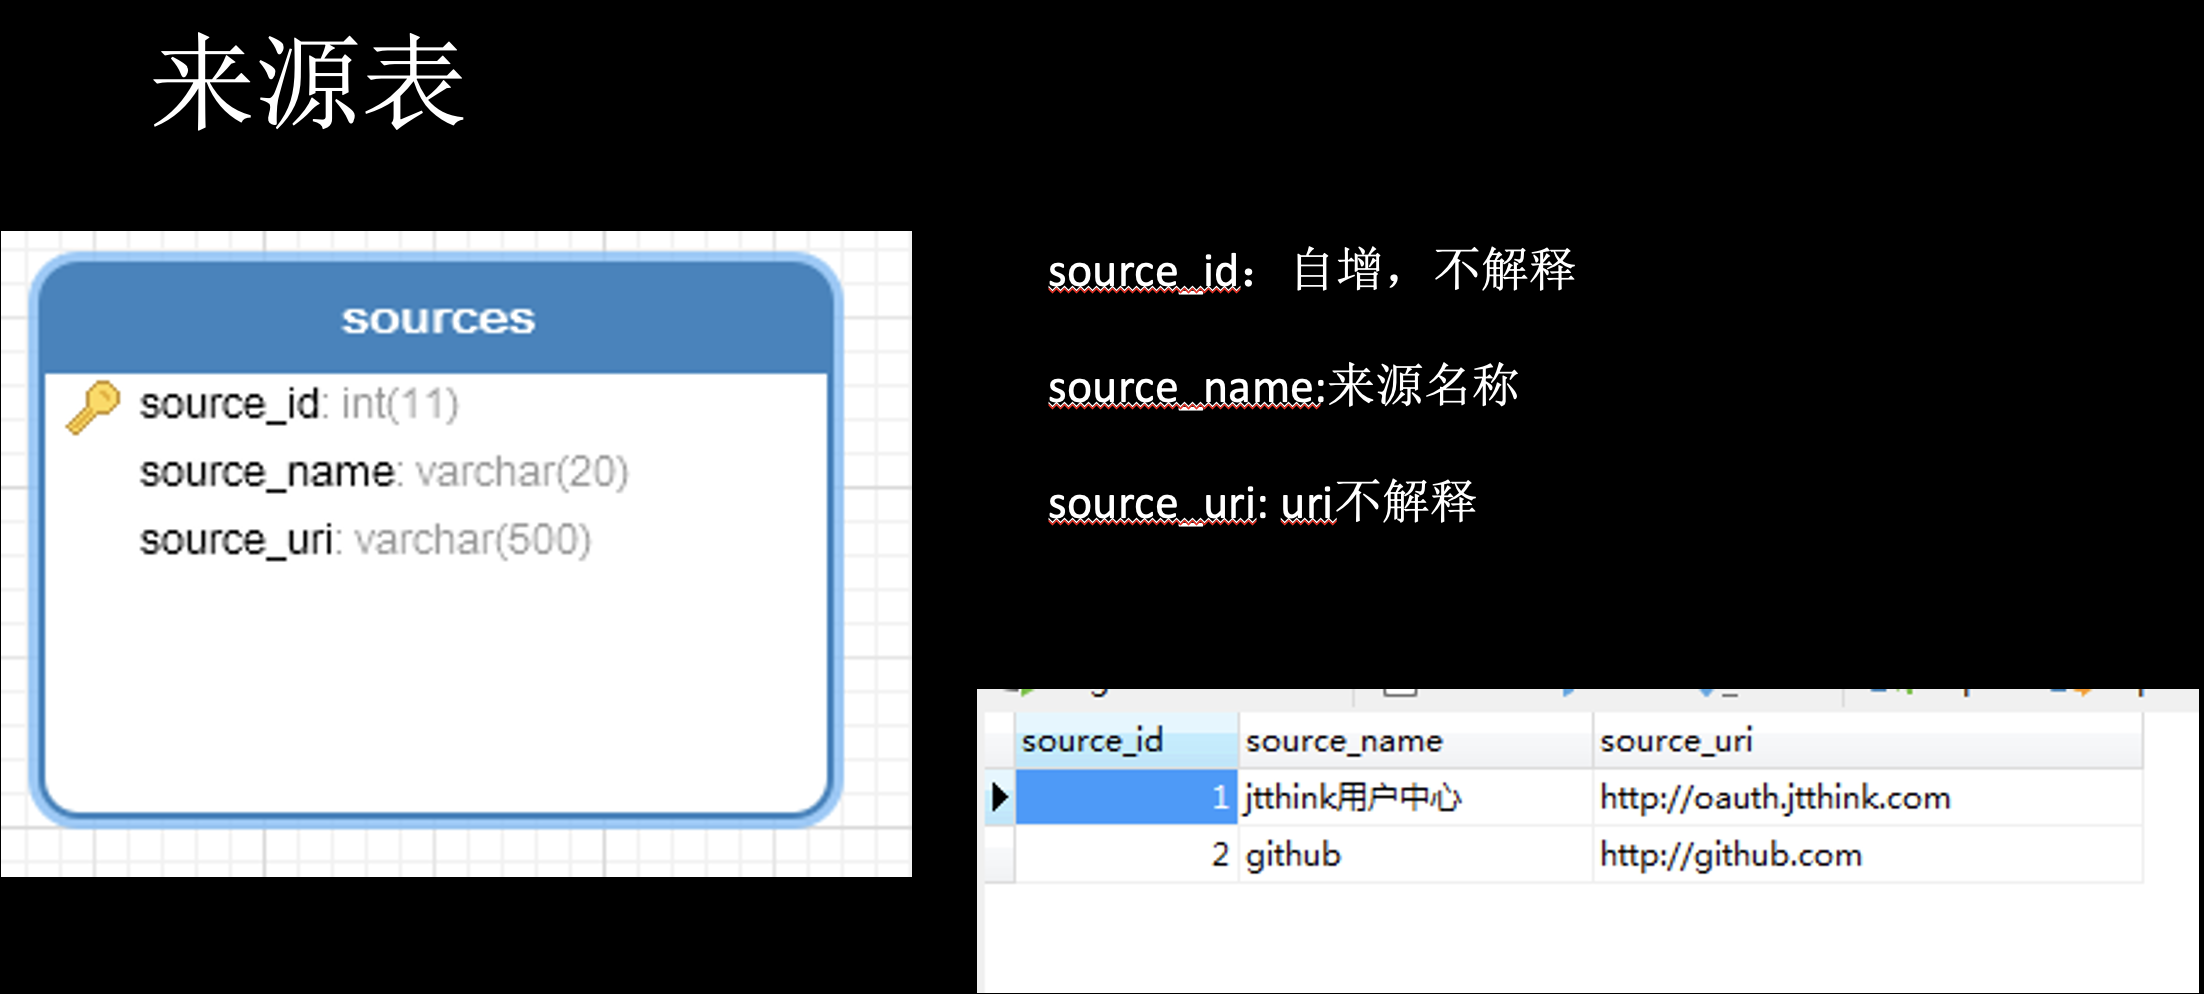 来源表
sources
source_id: int(11)
source_name: varchar(20)
source_uri: varchar(500)
source_id： 自增，不解释
source_name:来源名称
source_uri: uri不解释
source_id source_name source_uri
1 jtthink用户中心 http://oauth.jtthink.com
2 github http://github.com